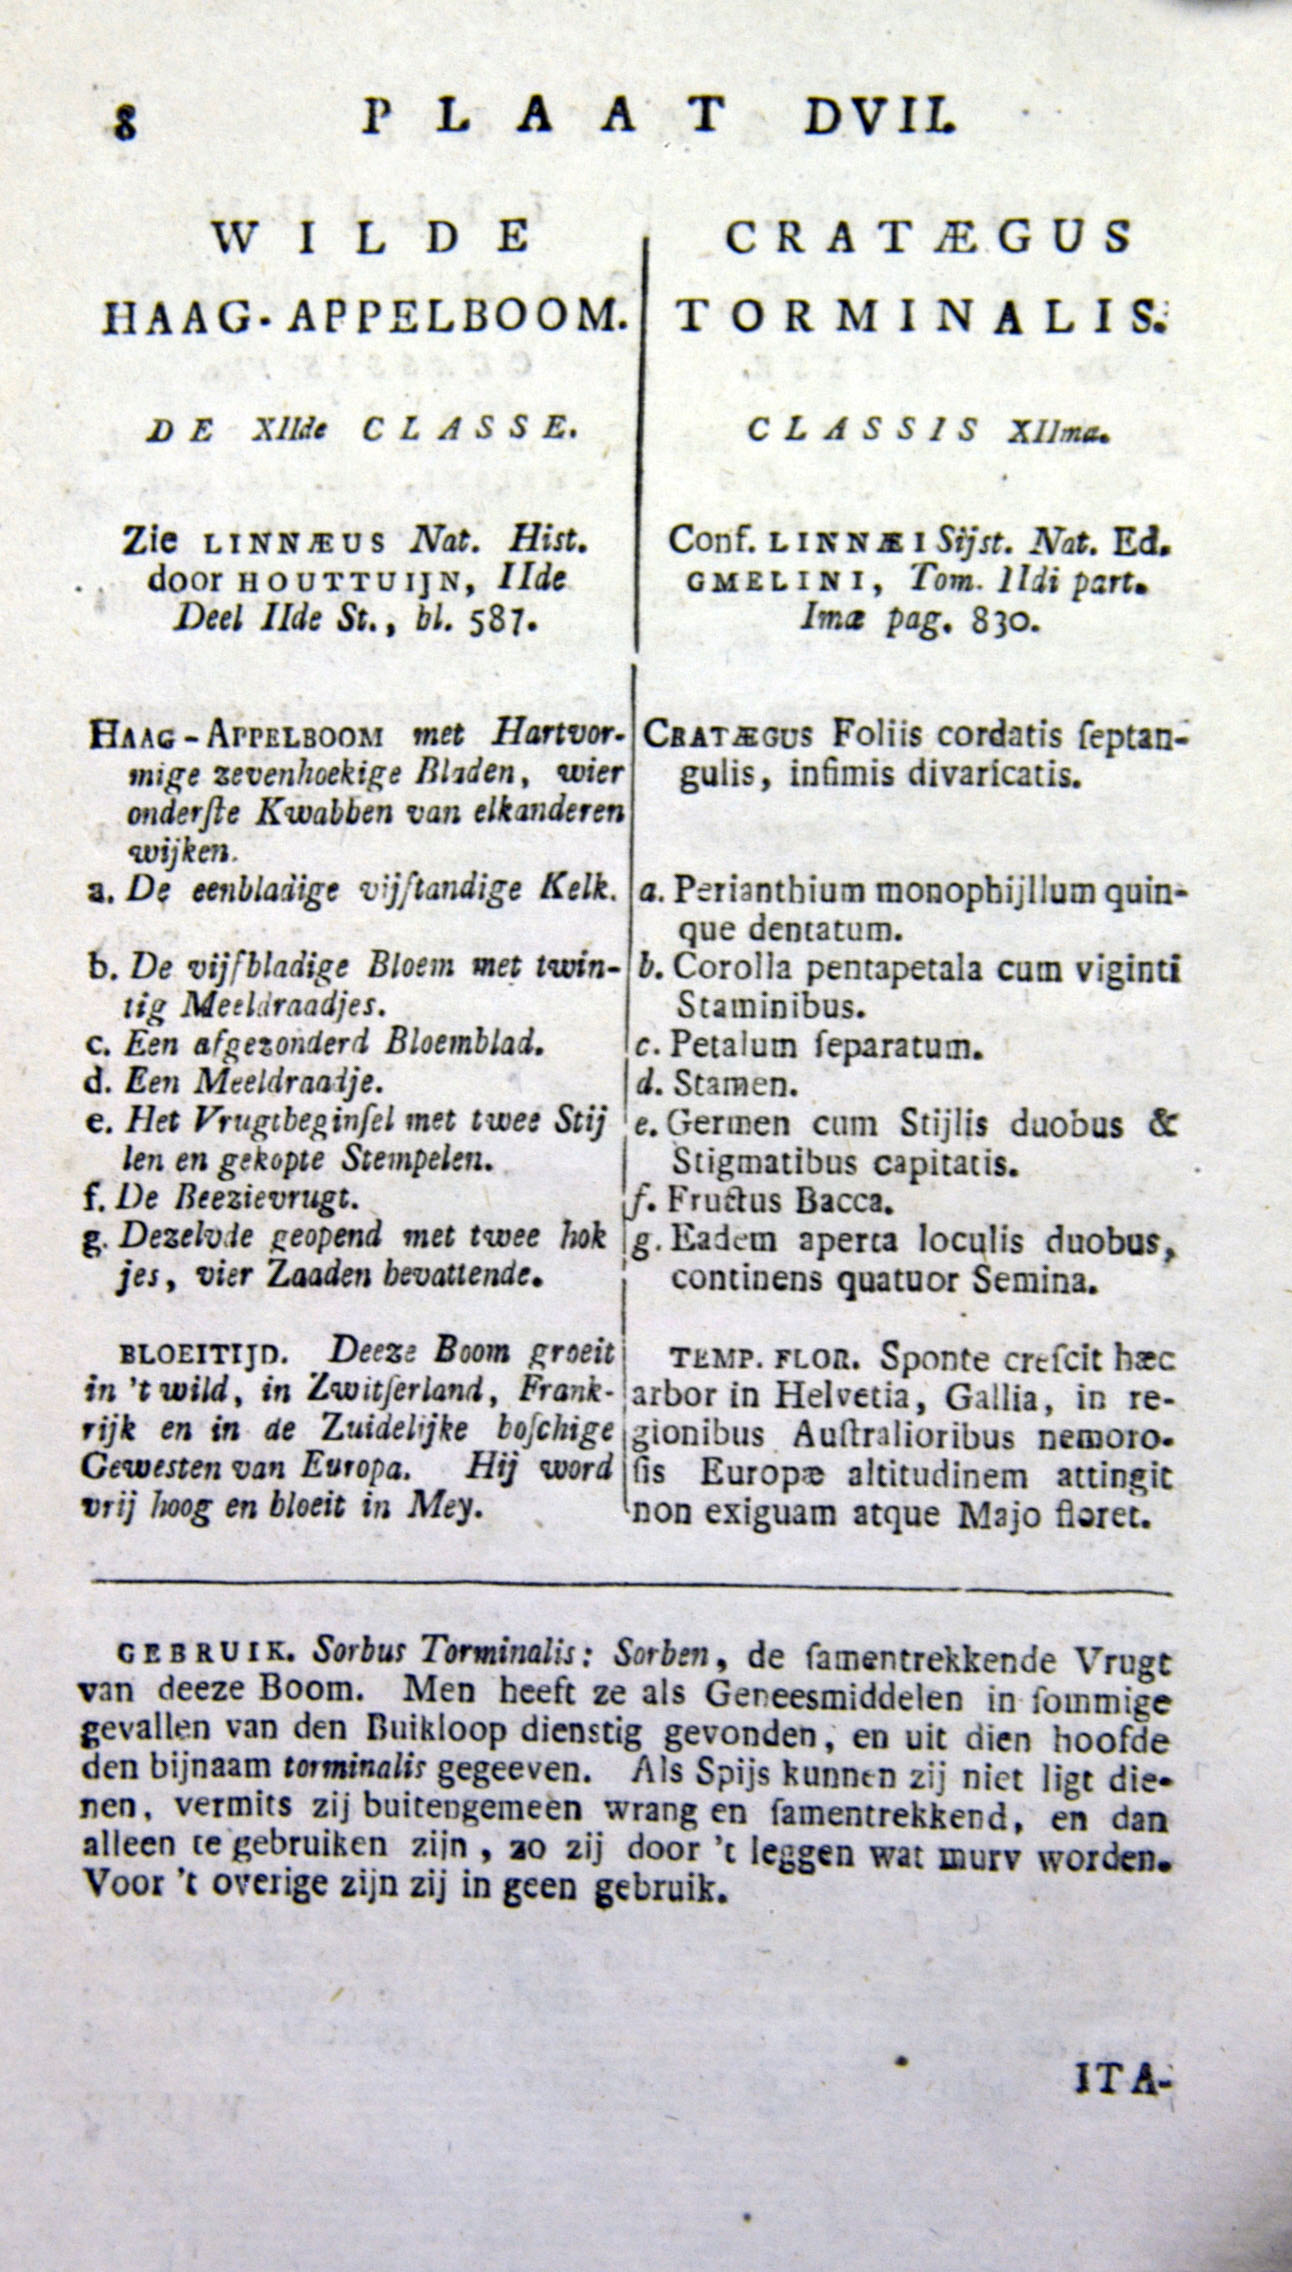 8 PLAAT DVII.
WILDE
HAAG-APPELBOOM.
DE XIIde CLASSE.
Zie LINNÆUS Nat. Hist.
door HOUTTUIJN, IIde
Deel IIde St., bl. 587.
HAAG-APPELBOOM met Hartvor-
mige zevenhoekige Bladen, wier
onderſte Kwabben van elkanderen
wijken.
a. De eenbladige vijſtandige Kelk.
b. De vijfbladige Bloem met twin-
tig Meeldraadjes.
c. Een afgezonderd Bloemblad.
d. Een Meeldraadje.
e. Het Vrugtbeginſel met twee Stij
len en gekopte Stempelen.
f. De Beezievrugt.
g. Dezelvde geopend met twee hok
jes, vier Zaaden bevattende.
BLOEITIJD. Deeze Boom groeit
in 't wild, in Zwitſerland, Frank-
rijk en in de Zuidelijke boſchige
Gewesten van Europa. Hij word
vrij hoog en bloeit in Mey.
CRATÆGUS
TORMINALIS.
CLASSIS XIIma.
Conf. LINNÆI Sijst. Nat. Ed.
GMELINI, Tom. IIdi part.
Imæ pag. 830.
CRATÆGUS Foliis cordatis ſeptan-
gulis, infimis divaricatis.
a. Perianthium monophijllum quin-
que dentatum.
b. Corolla pentapetala cum viginti
Staminibus.
c. Petalum ſeparatum.
d. Stamen.
e. Germen cum Stijlis duobus &
Stigmatibus capitatis.
f. Fructus Bacca.
g. Eadem aperta loculis duobus,
continens quatuor Semina.
TEMP. FLOR. Sponte creſcit hæc
arbor in Helvetia, Gallia, in re-
gionibus Auſtralioribus nemoro-
ſis Europæ altitudinem attingit
non exiguam atque Majo floret.
GEBRUIK. Sorbus Torminalis: Sorben, de ſamentrekkende Vrugt
van deeze Boom. Men heeft ze als Geneesmiddelen in ſommige
gevallen van den Buikloop dienstig gevonden, en uit dien hoofde
den bijnaam torminalis gegeeven. Als Spijs kunnen zij niet ligt die-
nen, vermits zij buitengemeen wrang en ſamentrekkend, en dan
alleen te gebruiken zijn, zo zij door 't leggen wat murv worden.
Voor 't overige zijn zij in geen gebruik.
ITA-